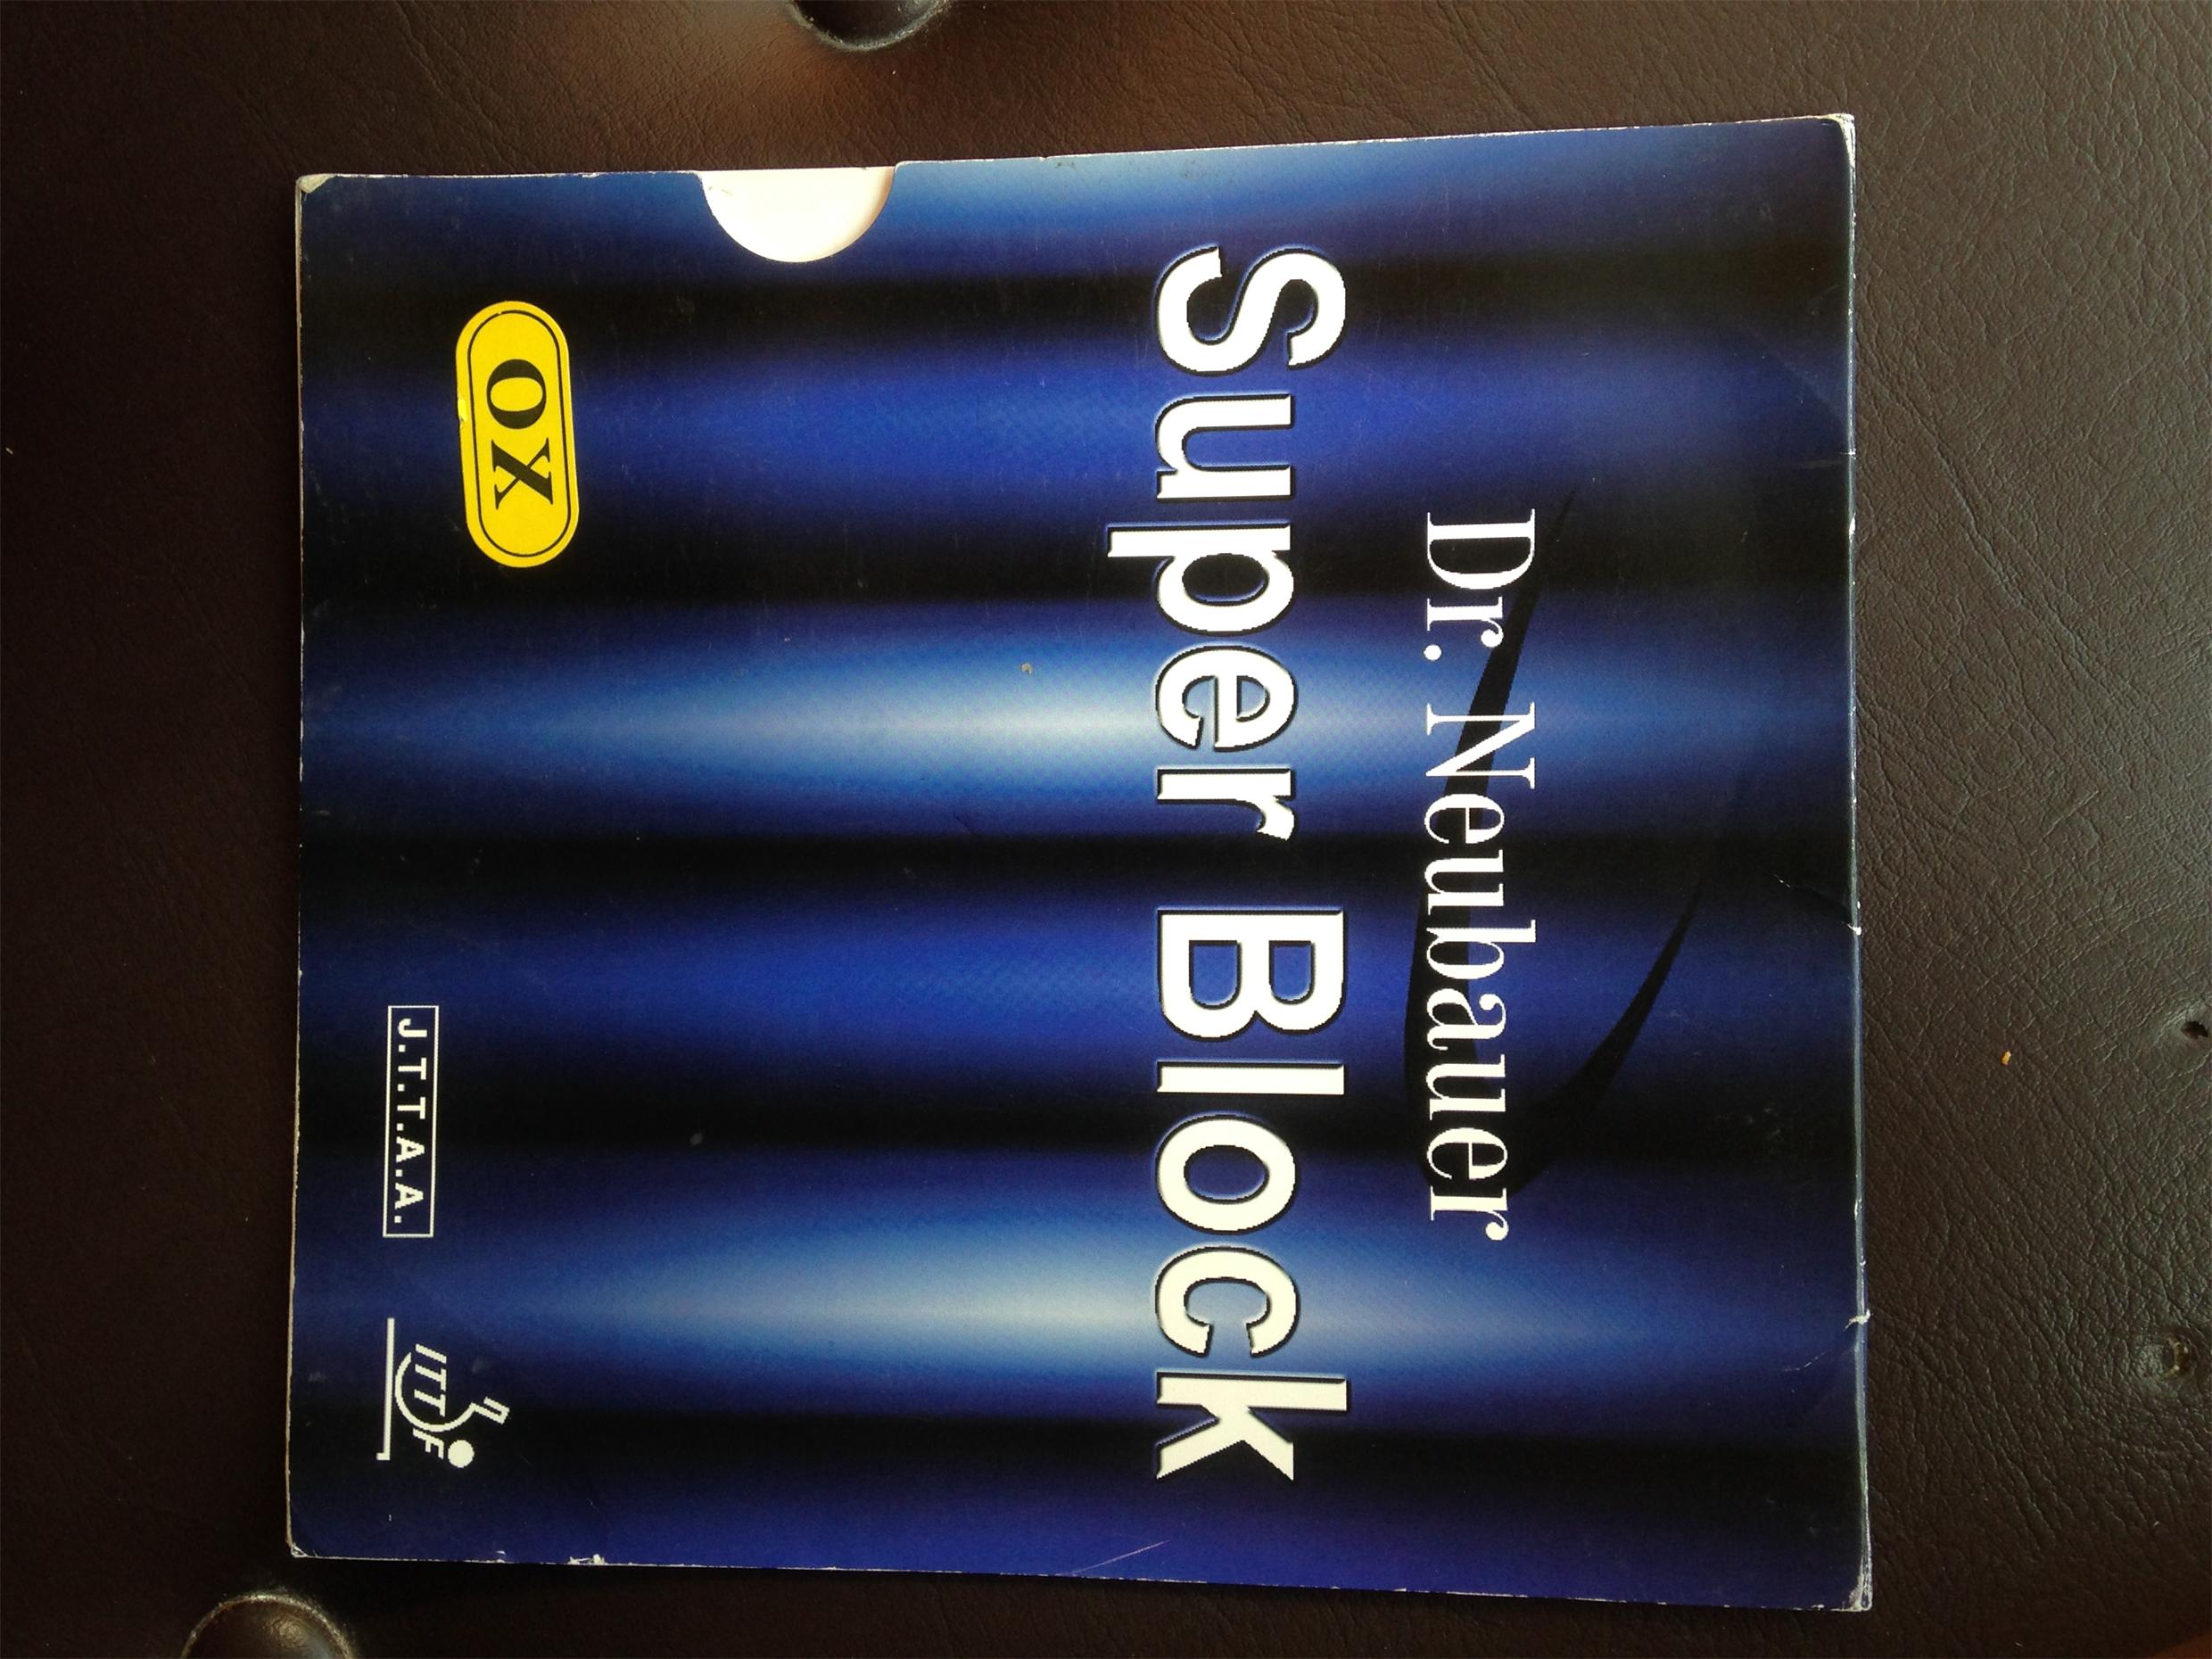 Dr. Neubauer
Super Block
OX
J.T.T.A.A.
ITTF